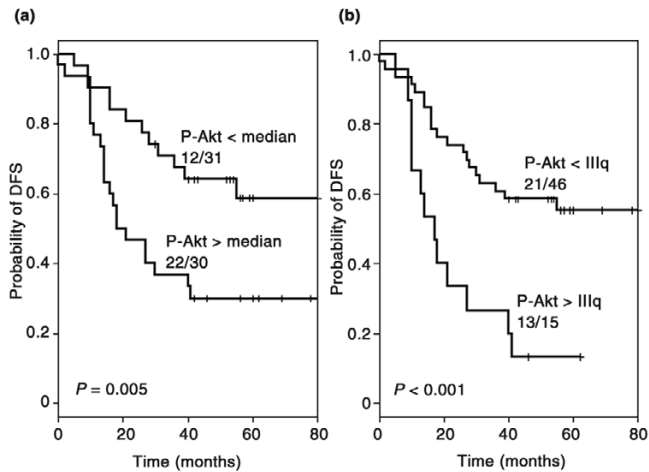 (a)
(b)
Probability of DFS
1.0
0.8
0.6
0.4
0.2
0
P-Akt < median
12/31
P-Akt > median
22/30
P = 0.005
0 20 40 60 80
Time (months)
Probability of DFS
1.0
0.8
0.6
0.4
0.2
0
P-Akt < IIIq
21/46
P-Akt > IIIq
13/15
P < 0.001
0 20 40 60 80
Time (months)